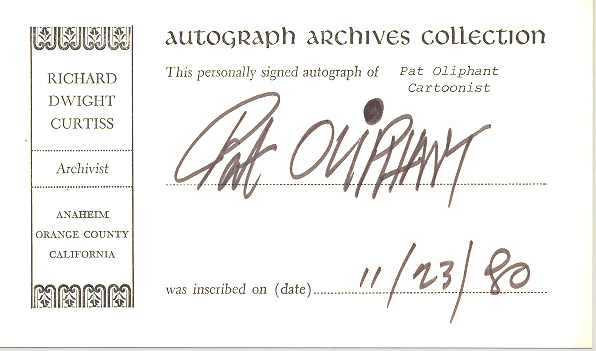 AUTOGRAPH ARCHIVES COLLECTION
RICHARD
DWIGHT
CURTISS
Archivist
ANAHEIM
ORANGE COUNTY
CALIFORNIA
This personally signed autograph of Pat Oliphant
Cartoonist
Pat OLIPHANT
was inscribed on (date) 11/23/80